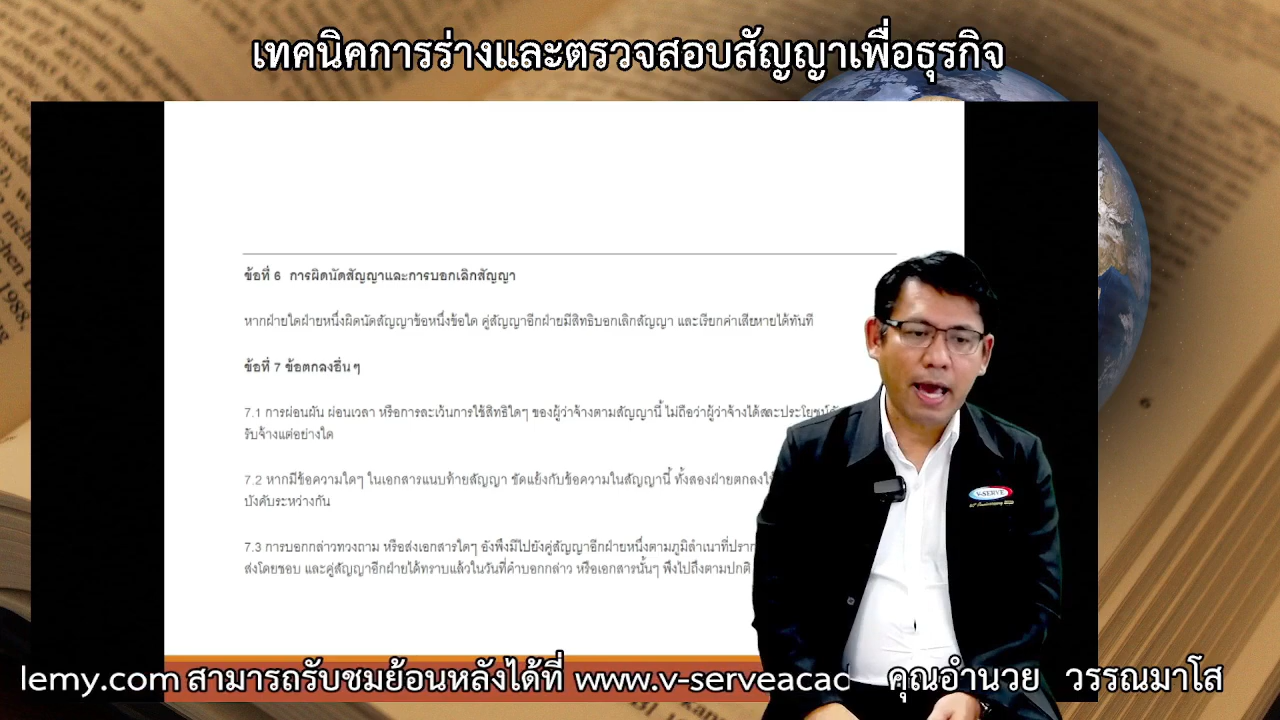 เทคนิคการร่างและตรวจสอบสัญญาเพื่อธุรกิจ
ข้อที่ 6 การผิดนัดสัญญาและการบอกเลิกสัญญา
หากฝ่ายใดฝ่ายหนึ่งผิดนัดสัญญาข้อหนึ่งข้อใด คู่สัญญาอีกฝ่ายมีสิทธิบอกเลิกสัญญา และเรียกค่าเสียหายได้ทันที
ข้อที่ 7 ข้อตกลงอื่น ๆ
7.1 การผ่อนผัน ผ่อนเวลา หรือการละเว้นการใช้สิทธิใดๆ ของผู้ว่าจ้างตามสัญญานี้ ไม่ถือว่าผู้ว่าจ้างได้สละประโยชน์
รับจ้างแต่อย่างใด
7.2 หากมีข้อความใดๆ ในเอกสารแนบท้ายสัญญา ขัดแย้งกับข้อความในสัญญานี้ ทั้งสองฝ่ายตกลง
บังคับระหว่างกัน
7.3 การบอกกล่าวทวงถาม หรือส่งเอกสารใดๆ อังพึงมีไปยังคู่สัญญาอีกฝ่ายหนึ่งตามภูมิลำเนาที่
ส่งโดยชอบ และคู่สัญญาอีกฝ่ายได้ทราบแล้วในวันที่คำบอกกล่าว หรือเอกสารนั้นๆ พึงไปถึงตามปกติ
V-SERVE
lemy.com สามารถรับชมย้อนหลังได้ที่ www.v-serveacad
คุณอำนวย วรรณมาโส